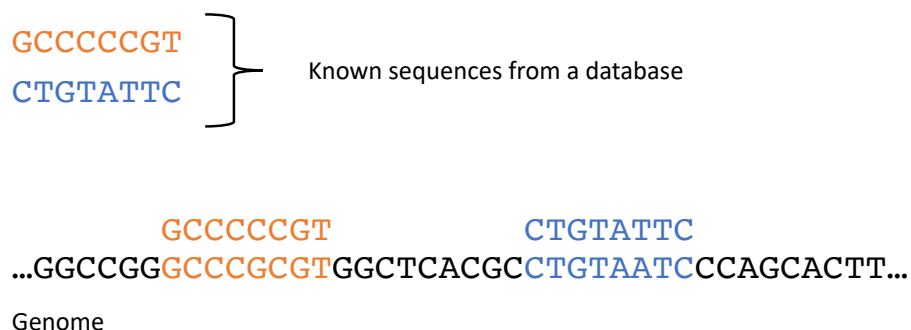 GCCCCCGT
CTGTATTC
Known sequences from a database
GCCCCCGT CTGTATTC
...GGCCGGGCCCGCGTGGCTCACGCCTGTAATCCCAGCACTT...
Genome